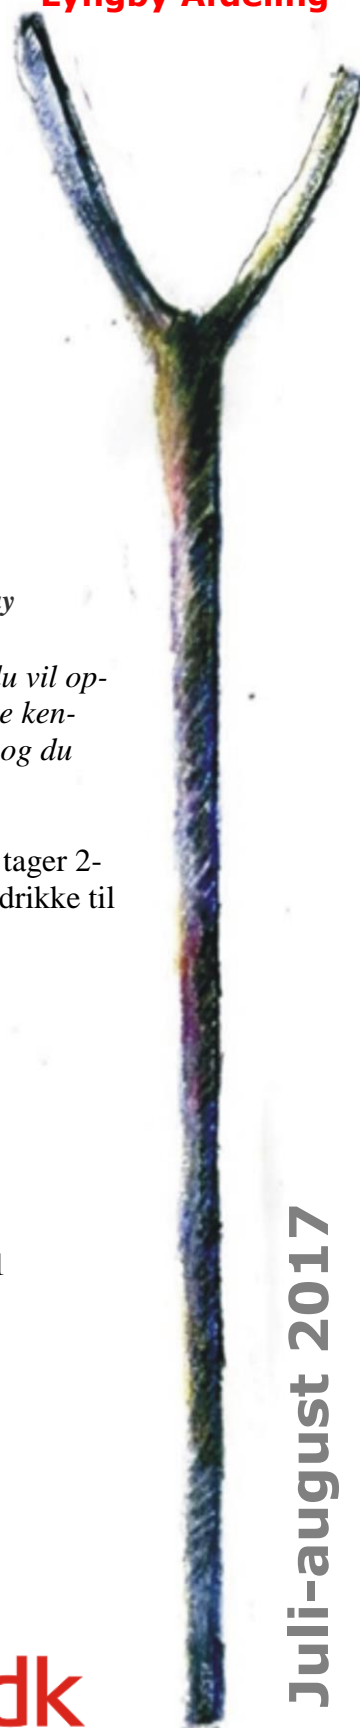 Lyngby Afdeling
du vil op-
e ken-
og du
tager 2-
drikke til
dk
Juli-august 2017